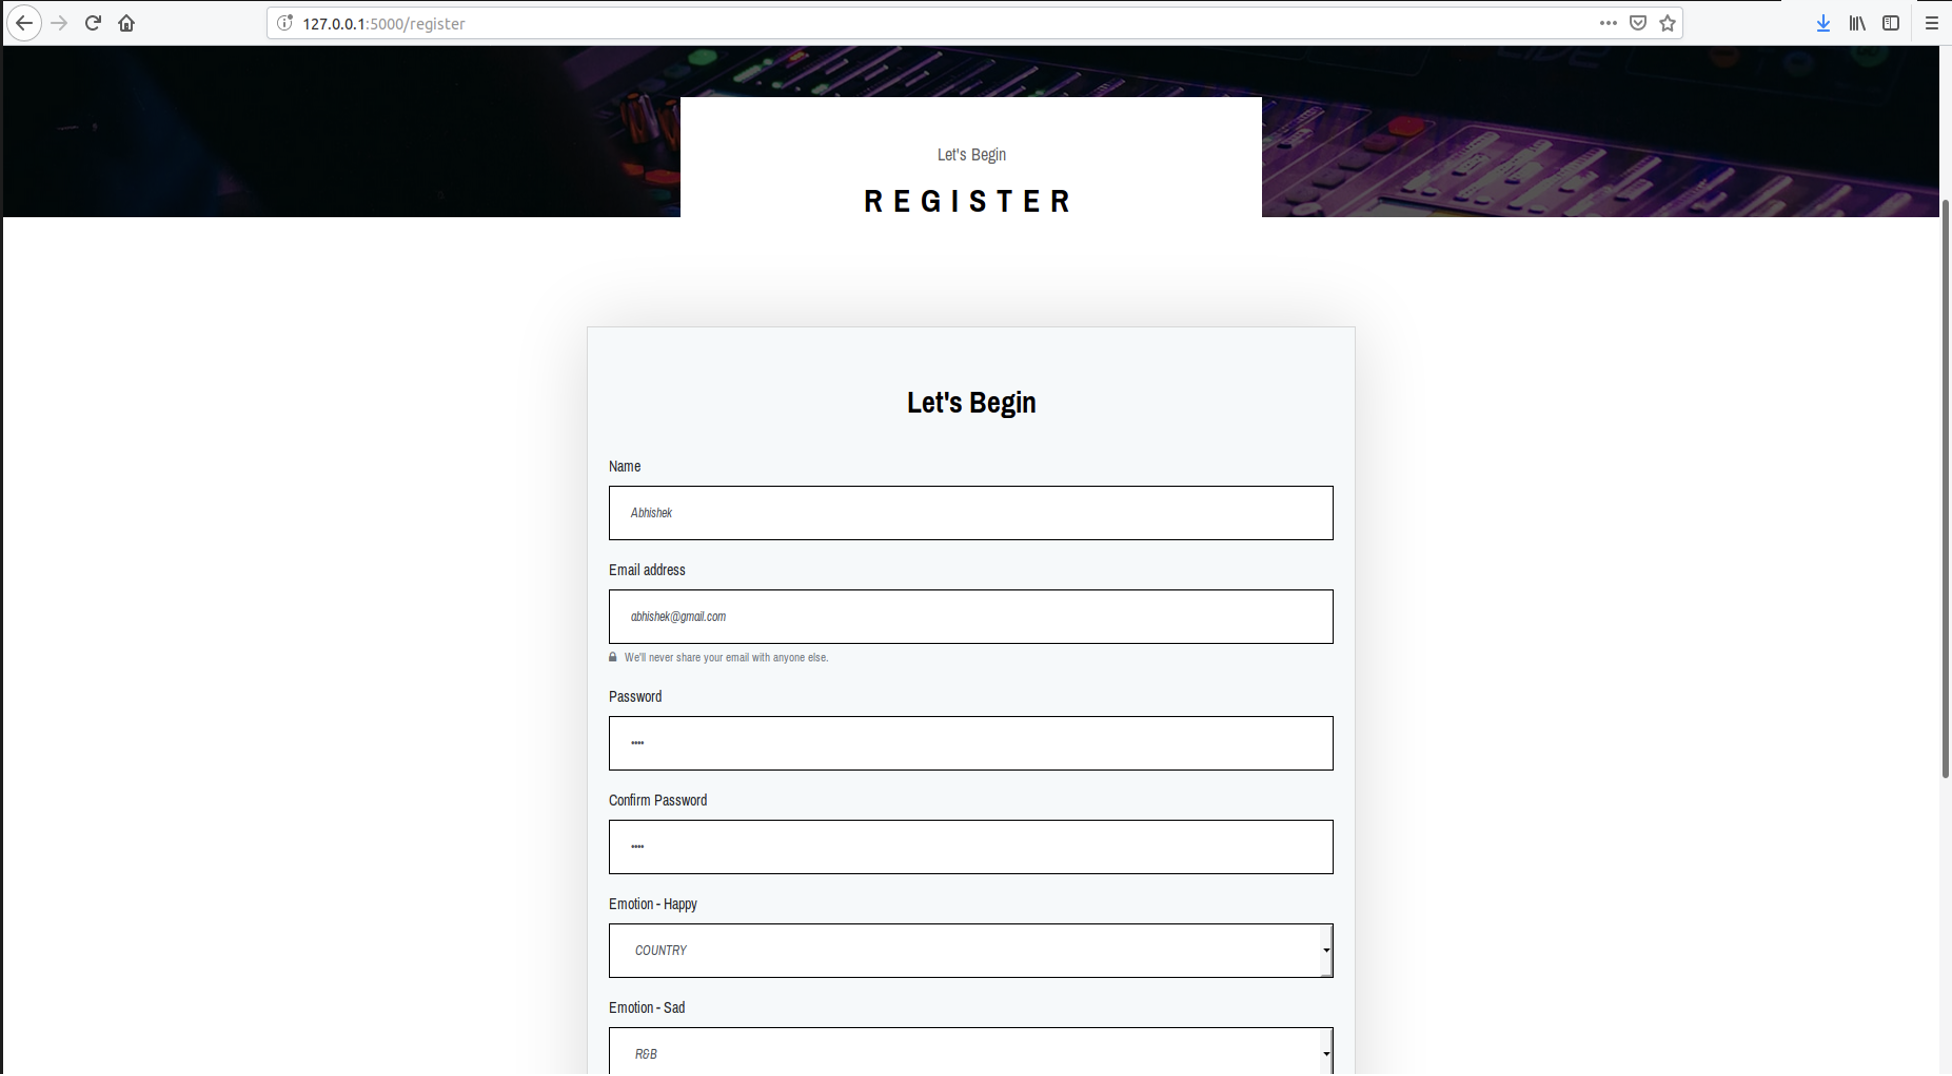 127.0.0.1:5000/register
LIVE
Let's Begin
REGISTER
Let's Begin
Name
Abhishek
Email address
abhishek@gmail.com
We'll never share your email with anyone else.
Password
••••
Confirm Password
••••
Emotion - Happy
COUNTRY
Emotion - Sad
R&B